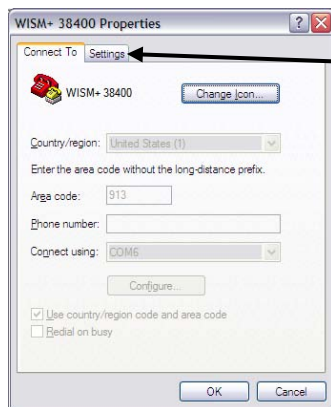 WISM+ 38400 Properties
Connect To Settings
WISM+ 38400 Change Icon...
Country/region: United States (1)
Enter the area code without the long-distance prefix.
Area code: 913
Phone number:
Connect using: COM6
Configure...
Use country/region code and area code
Redial on busy
OK Cancel